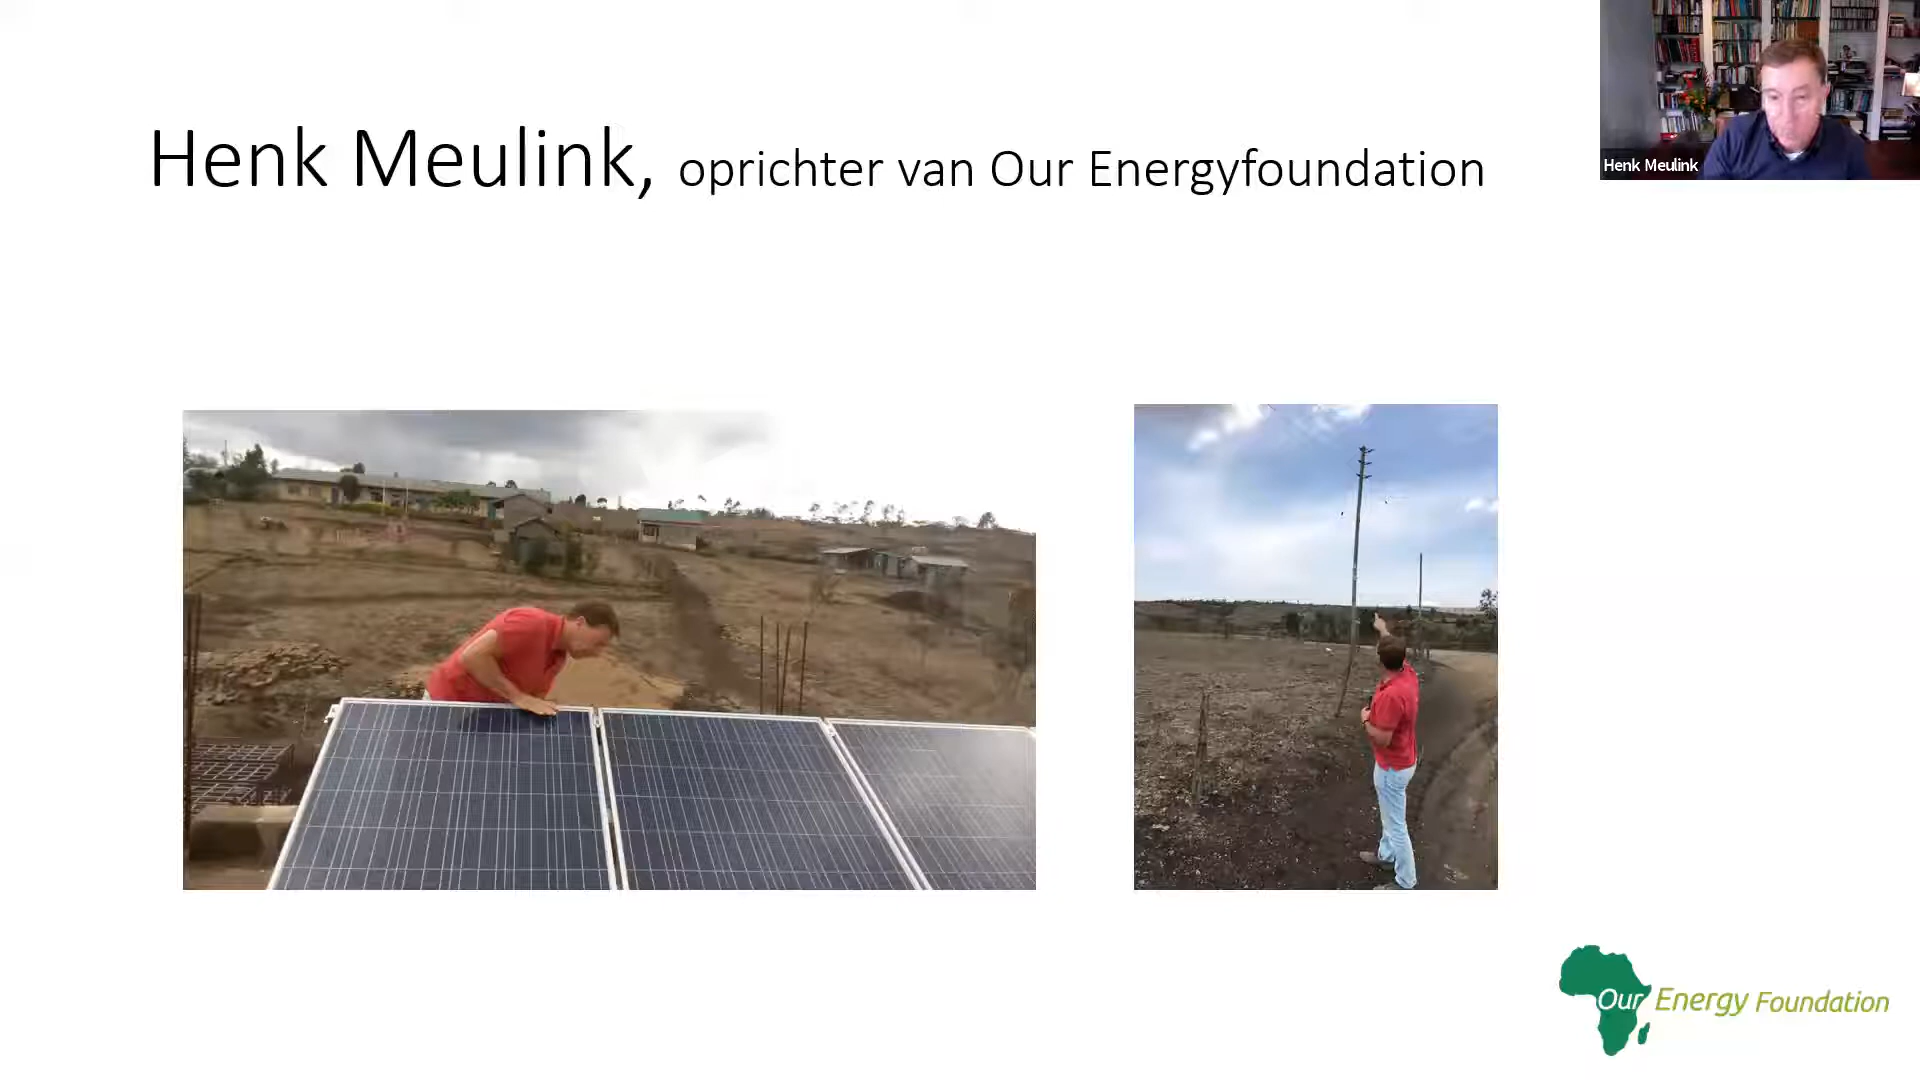 Henk Meulink, oprichter van Our Energyfoundation
Henk Meulink
Our Energy Foundation